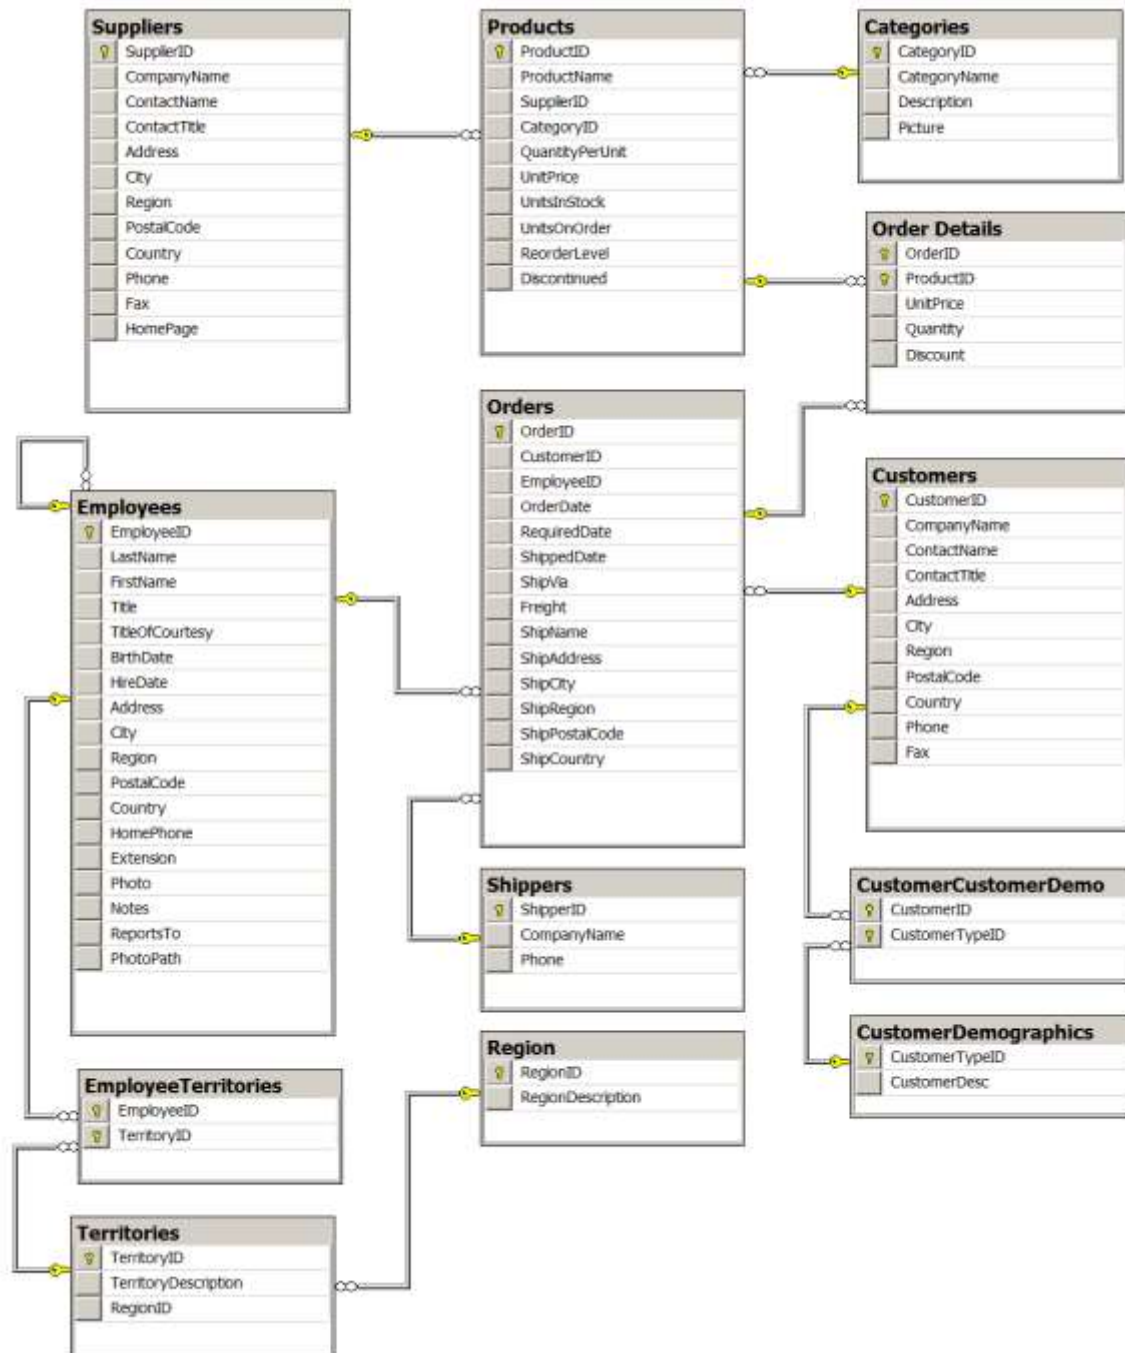 Suppliers
SupplierID
CompanyName
ContactName
ContactTitle
Address
City
Region
PostalCode
Country
Phone
Fax
HomePage
Products
ProductID
ProductName
SupplierID
CategoryID
QuantityPerUnit
UnitPrice
UnitsInStock
UnitsOnOrder
ReorderLevel
Discontinued
Categories
CategoryID
CategoryName
Description
Picture
Order Details
OrderID
ProductID
UnitPrice
Quantity
Discount
Orders
OrderID
CustomerID
EmployeeID
OrderDate
RequiredDate
ShippedDate
ShipVia
Freight
ShipName
ShipAddress
ShipCity
ShipRegion
ShipPostalCode
ShipCountry
Employees
EmployeeID
LastName
FirstName
Title
TitleOfCourtesy
BirthDate
HireDate
Address
City
Region
PostalCode
Country
HomePhone
Extension
Photo
Notes
ReportsTo
PhotoPath
Customers
CustomerID
CompanyName
ContactName
ContactTitle
Address
City
Region
PostalCode
Country
Phone
Fax
Shippers
ShipperID
CompanyName
Phone
CustomerCustomerDemo
CustomerID
CustomerTypeID
CustomerDemographics
CustomerTypeID
CustomerDesc
Region
RegionID
RegionDescription
EmployeeTerritories
EmployeeID
TerritoryID
Territories
TerritoryID
TerritoryDescription
RegionID